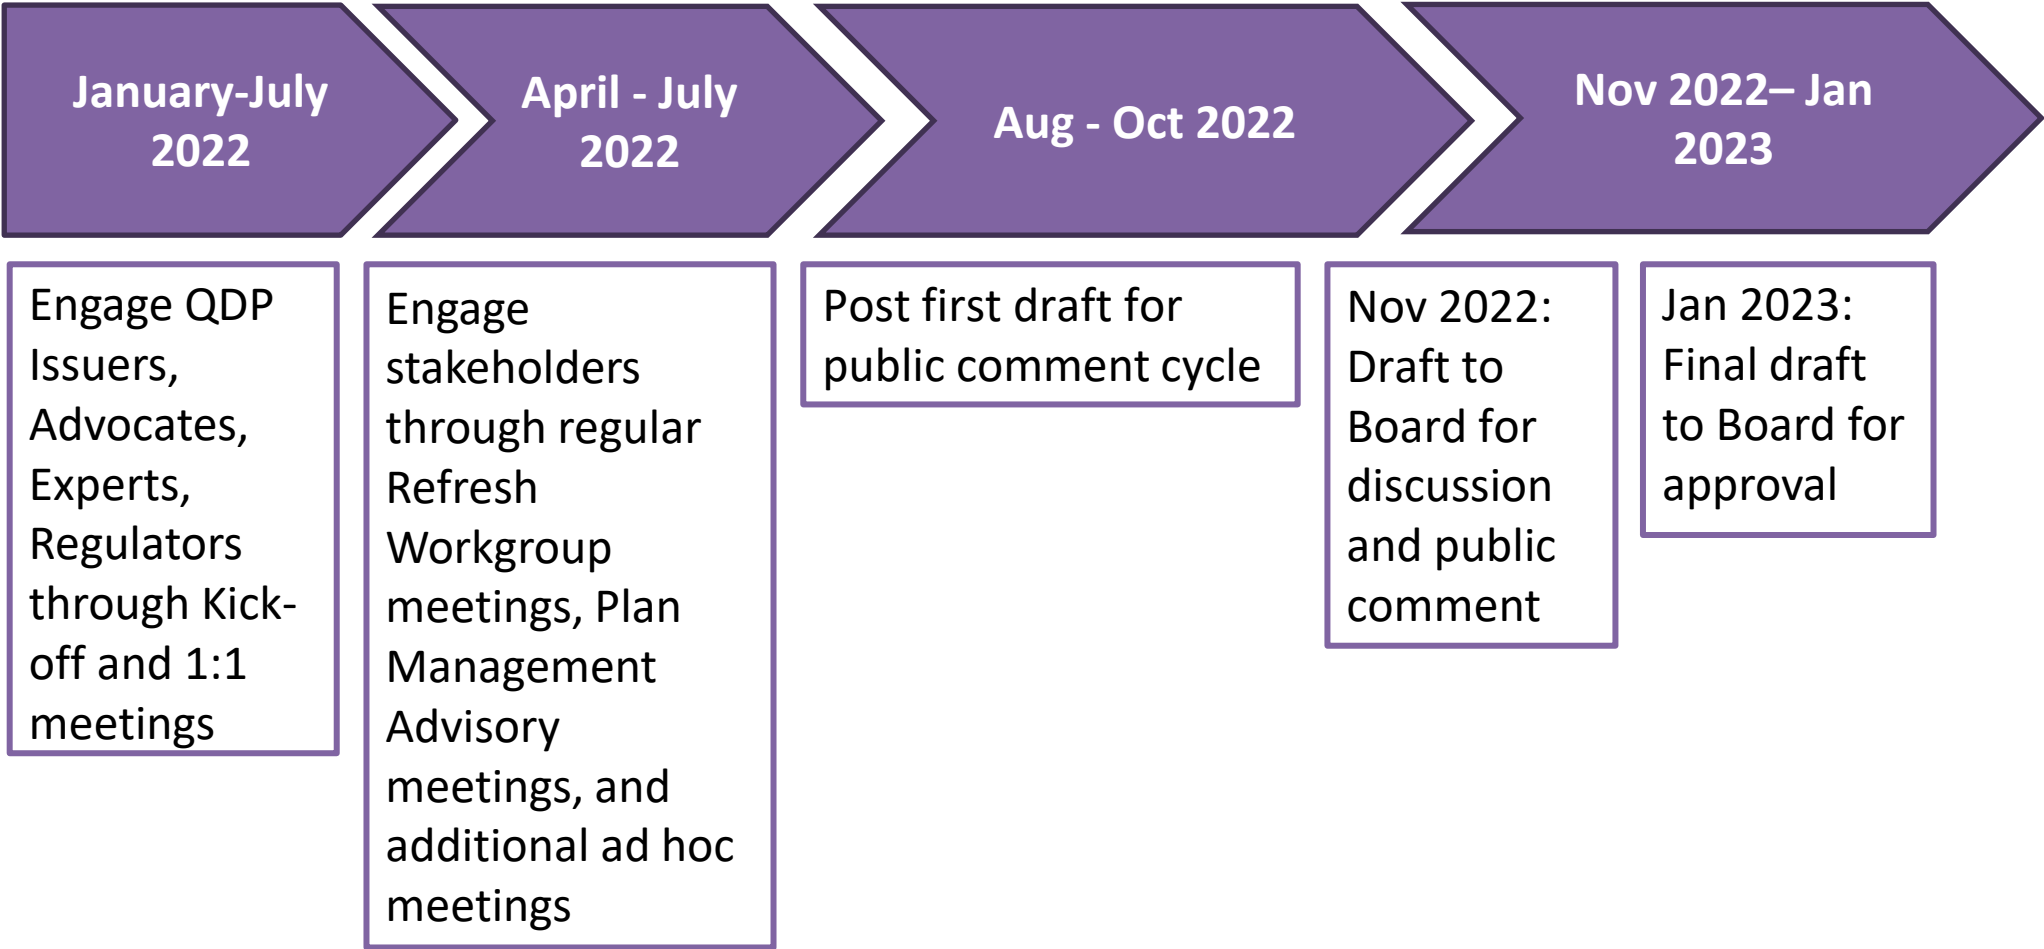 January-July
2022
April - July
2022
Aug - Oct 2022
Nov 2022– Jan
2023
Engage QDP
Issuers,
Advocates,
Experts,
Regulators
through Kick-
off and 1:1
meetings
Engage
stakeholders
through regular
Refresh
Workgroup
meetings, Plan
Management
Advisory
meetings, and
additional ad hoc
meetings
Post first draft for
public comment cycle
Nov 2022:
Draft to
Board for
discussion
and public
comment
Jan 2023:
Final draft
to Board for
approval